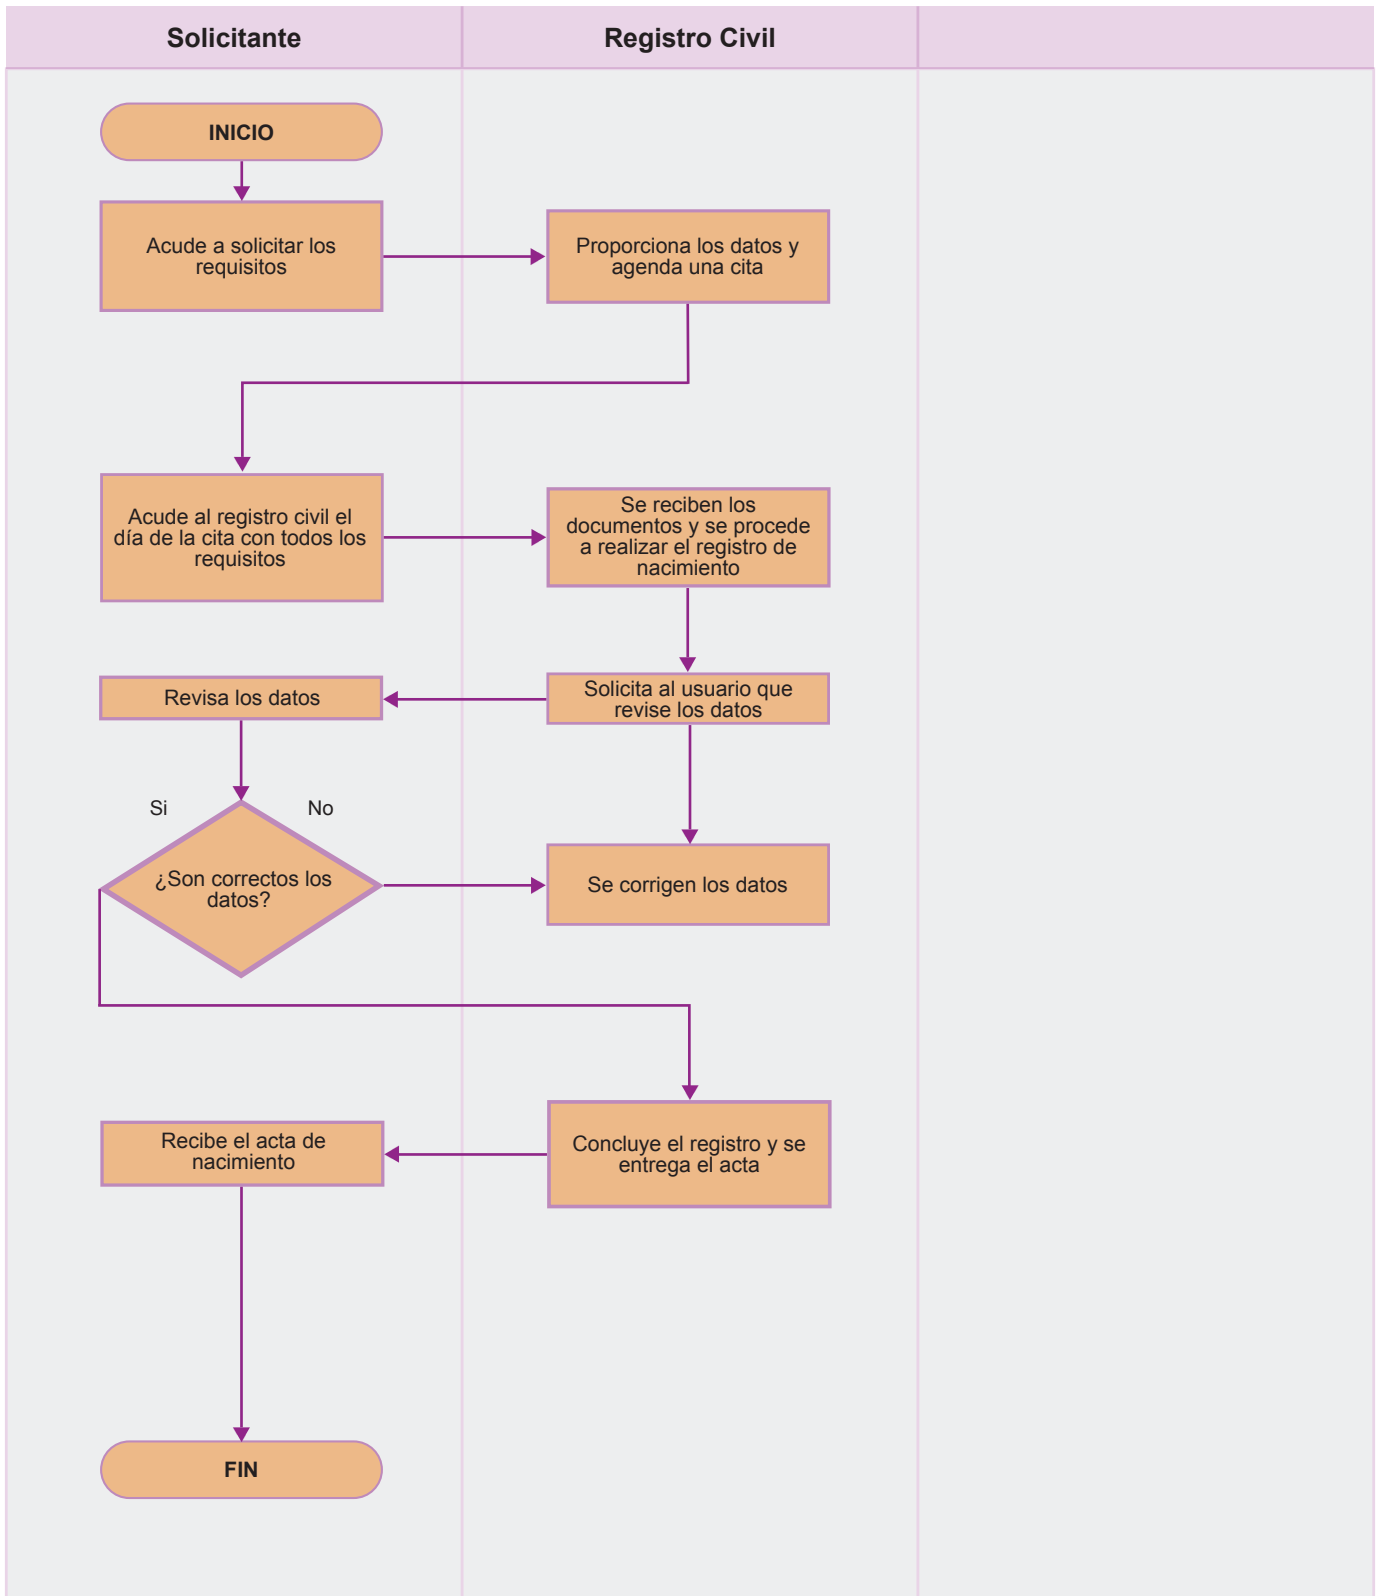 Solicitante
Registro Civil
INICIO
Acude a solicitar los
requisitos
Proporciona los datos y
agenda una cita
Acude al registro civil el
día de la cita con todos los
requisitos
Se reciben los
documentos y se procede
a realizar el registro de
nacimiento
Solicita al usuario que
revise los datos
Revisa los datos
Si
No
¿Son correctos los
datos?
Se corrigen los datos
Concluye el registro y se
entrega el acta
Recibe el acta de
nacimiento
FIN